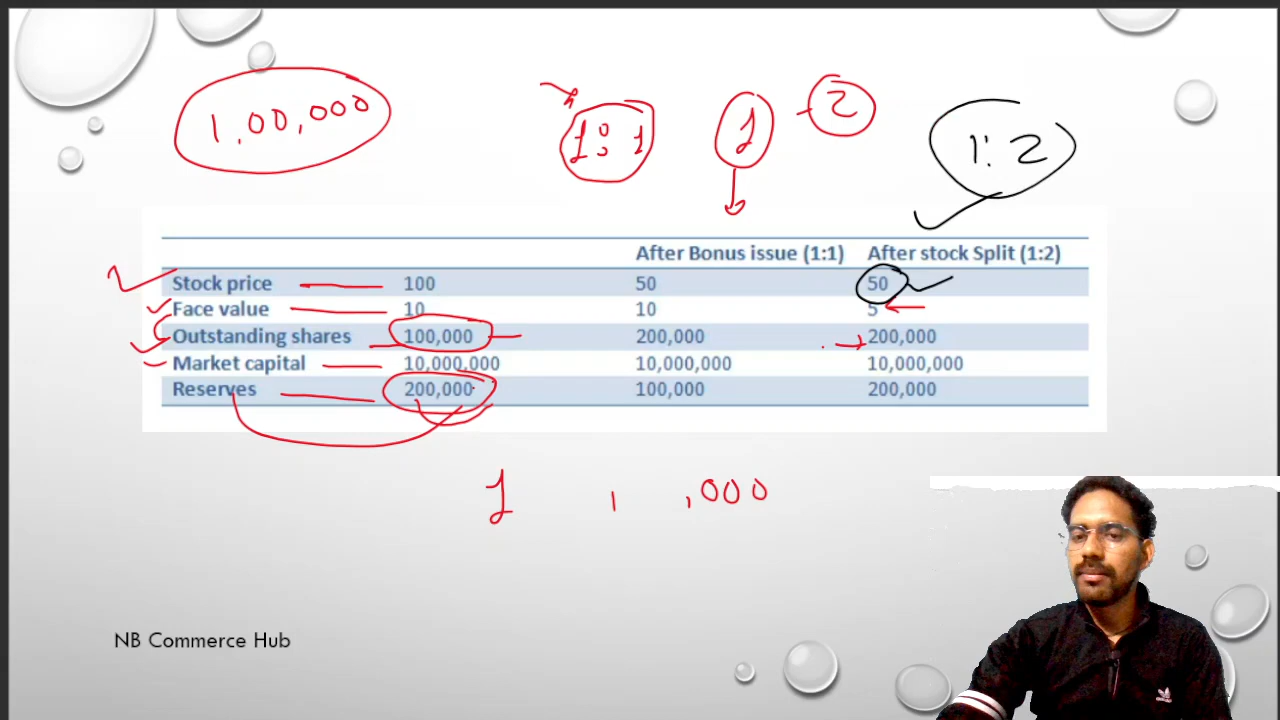 1,00,000
1:1 1 - 2
1:2
After Bonus issue (1:1) After stock Split (1:2)
Stock price 100 50 50
Face value 10 10 5
Outstanding shares 100,000 200,000 200,000
Market capital 10,000,000 10,000,000 10,000,000
Reserves 200,000 100,000 200,000
1 , ,000
NB Commerce Hub